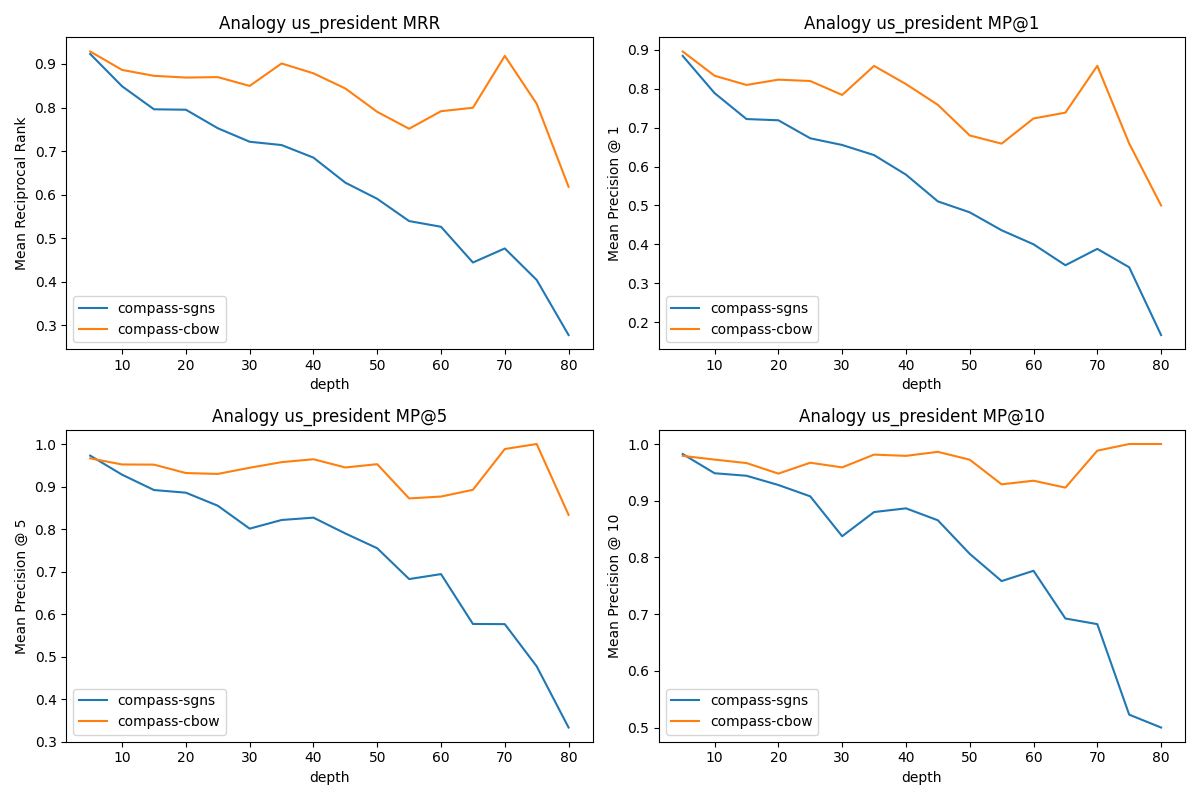 Analogy us_president MRR
Mean Reciprocal Rank
0.9
0.8
0.7
0.6
0.5
0.4
0.3
compass-sgns
compass-cbow
10 20 30 40 50 60 70 80
depth
Analogy us_president MP@1
Mean Precision @ 1
0.9
0.8
0.7
0.6
0.5
0.4
0.3
0.2
compass-sgns
compass-cbow
10 20 30 40 50 60 70 80
depth
Analogy us_president MP@5
Mean Precision @ 5
1.0
0.9
0.8
0.7
0.6
0.5
0.4
0.3
compass-sgns
compass-cbow
10 20 30 40 50 60 70 80
depth
Analogy us_president MP@10
Mean Precision @ 10
1.0
0.9
0.8
0.7
0.6
0.5
compass-sgns
compass-cbow
10 20 30 40 50 60 70 80
depth